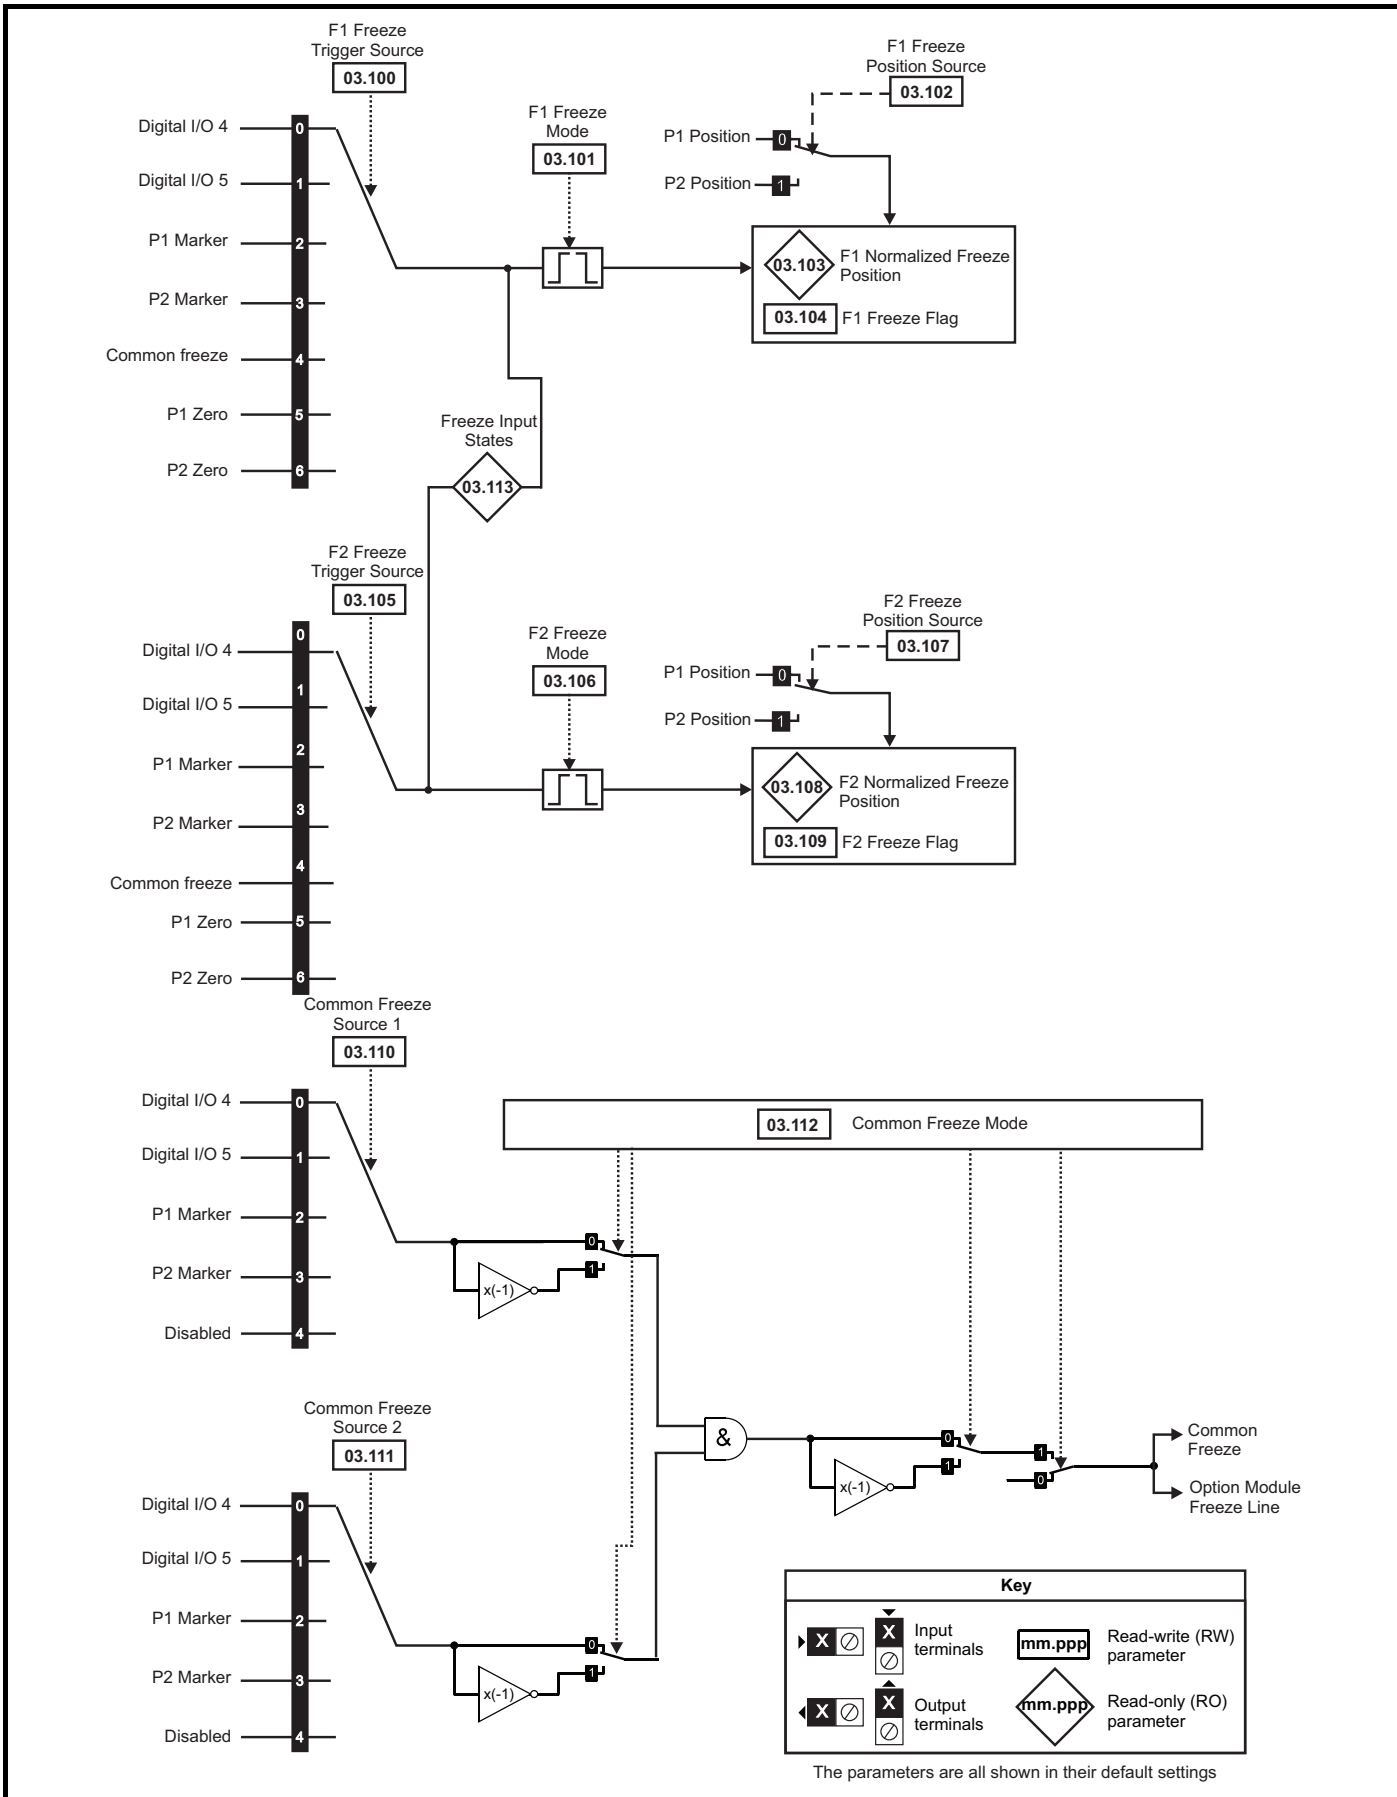 F1 Freeze
Trigger Source
03.100
Digital I/O 4
0
Digital I/O 5
1
P1 Marker
2
P2 Marker
3
Common freeze
4
P1 Zero
5
P2 Zero
6
F1 Freeze
Mode
03.101
F1 Freeze
Position Source
03.102
P1 Position
0
P2 Position
1
03.103
F1 Normalized Freeze
Position
03.104
F1 Freeze Flag
Freeze Input
States
03.113
F2 Freeze
Trigger Source
03.105
0
Digital I/O 4
1
Digital I/O 5
2
P1 Marker
3
P2 Marker
4
Common freeze
P1 Zero
5
P2 Zero
6
F2 Freeze
Mode
03.106
F2 Freeze
Position Source
03.107
P1 Position
0
P2 Position
1
03.108
F2 Normalized Freeze
Position
03.109
F2 Freeze Flag
Common Freeze
Source 1
03.110
Digital I/O 4
0
Digital I/O 5
1
P1 Marker
2
P2 Marker
3
Disabled
4
03.112
Common Freeze Mode
0
1
x(-1)
Common Freeze
Source 2
03.111
Digital I/O 4
0
Digital I/O 5
1
P1 Marker
2
P2 Marker
3
Disabled
4
0
1
x(-1)
&
0
1
x(-1)
1
0
Common
Freeze
Option Module
Freeze Line
Key
X
X
Input
terminals
mm.ppp
Read-write (RW)
parameter
X
X
Output
terminals
mm.ppp
Read-only (RO)
parameter
The parameters are all shown in their default settings